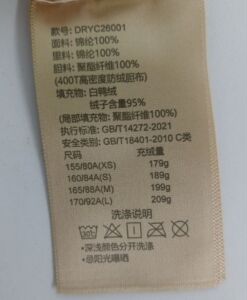 款号: DRYC26001
面料: 锦纶100%
里料: 锦纶100%
胆料: 聚酯纤维100%
(400T高密度防绒胆布)
填充物: 白鸭绒
绒子含量95%
(局部填充物: 聚酯纤维100%)
执行标准: GB/T14272-2021
安全类别: GB/T18401-2010 C类
尺码 充绒量
155/80A(XS) 179g
160/84A(S) 189g
165/88A(M) 199g
170/92A(L) 209g
洗涤说明
·深浅颜色分开洗涤
·忌阳光曝晒